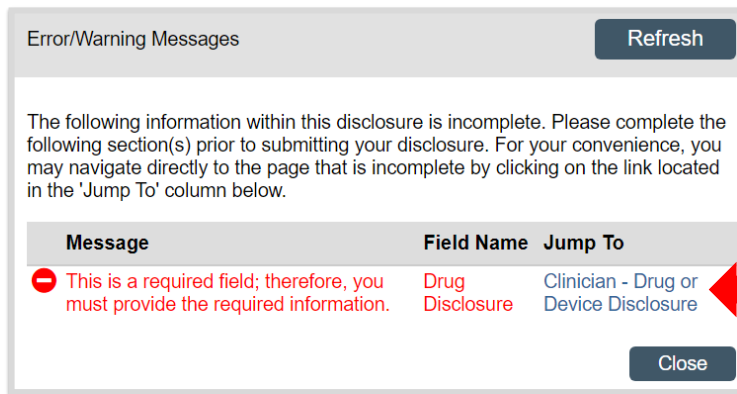 Error/Warning Messages
Refresh
The following information within this disclosure is incomplete. Please complete the
following section(s) prior to submitting your disclosure. For your convenience, you
may navigate directly to the page that is incomplete by clicking on the link located
in the 'Jump To' column below.
Message Field Name Jump To
This is a required field; therefore, you Drug Clinician - Drug or
must provide the required information. Disclosure Device Disclosure
Close